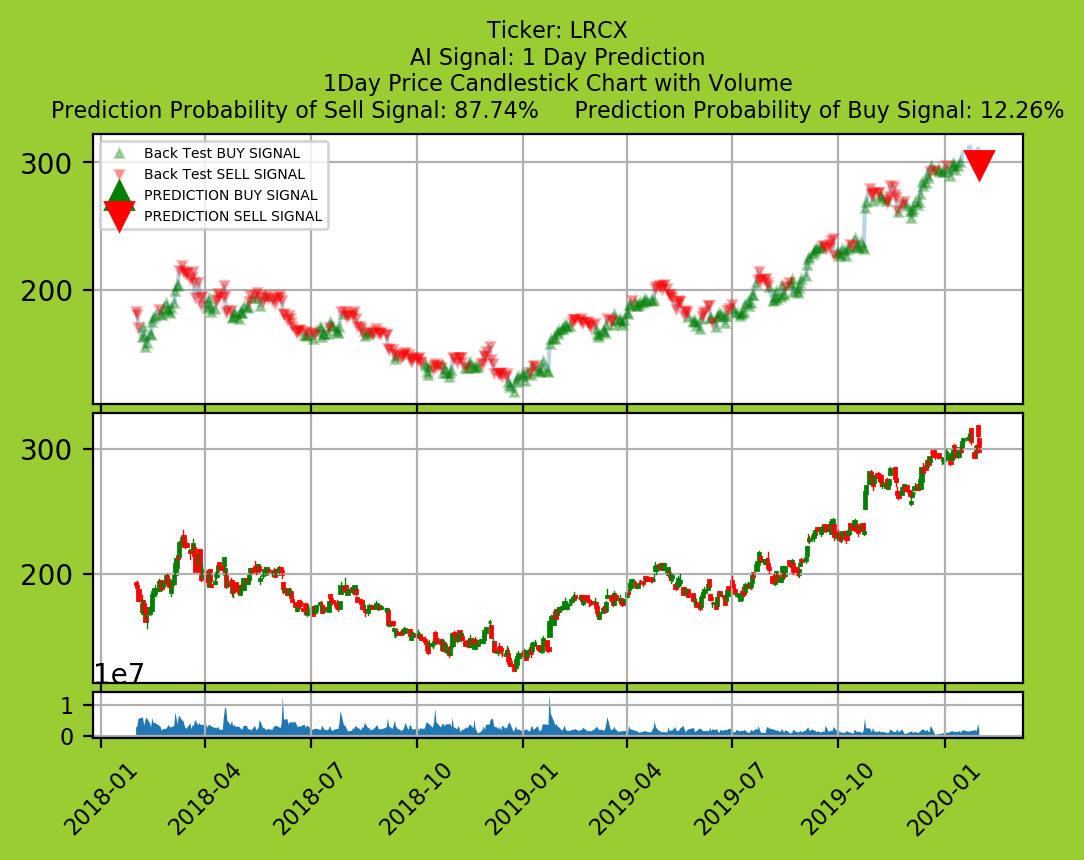 Ticker: LRCX
AI Signal: 1 Day Prediction
1Day Price Candlestick Chart with Volume
Prediction Probability of Sell Signal: 87.74%     Prediction Probability of Buy Signal: 12.26%
Back Test BUY SIGNAL
Back Test SELL SIGNAL
PREDICTION BUY SIGNAL
PREDICTION SELL SIGNAL
300
200
300
200
1e7
1
0
2018-01
2018-04
2018-07
2018-10
2019-01
2019-04
2019-07
2019-10
2020-01